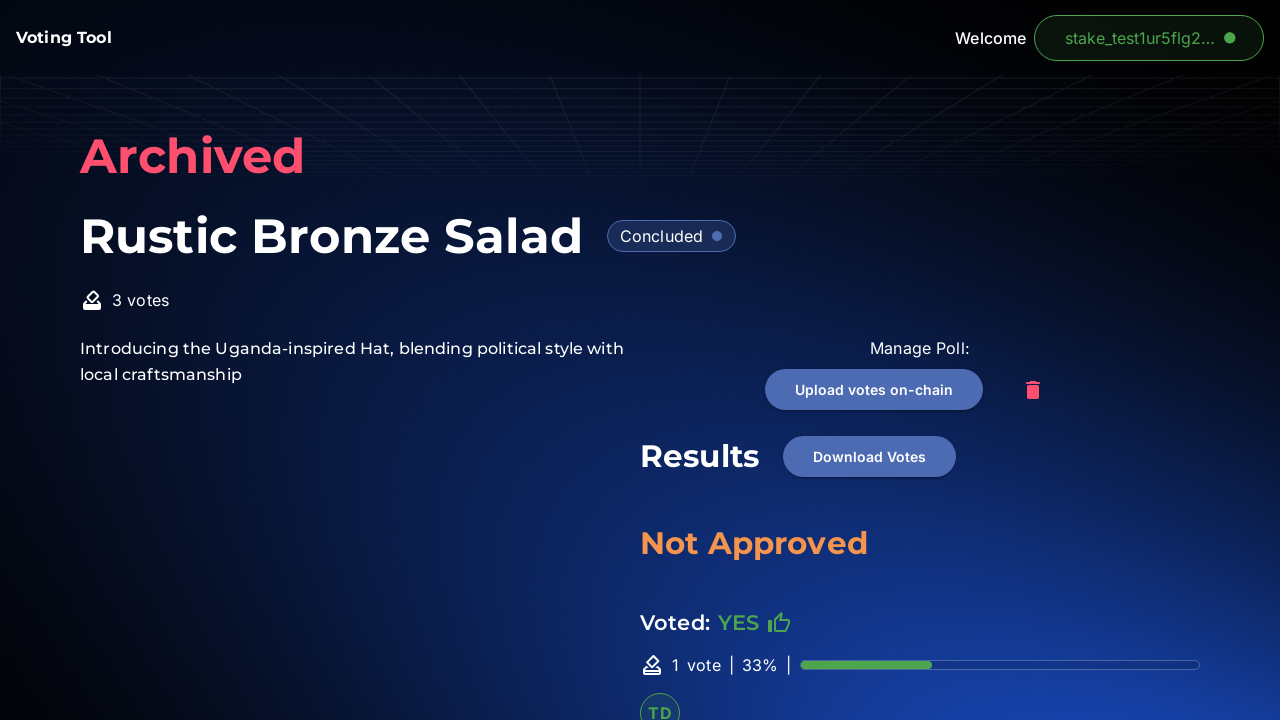 Voting Tool
Welcome
stake_test1ur5flg2...
Archived
Rustic Bronze Salad
Concluded
3 votes
Introducing the Uganda-inspired Hat, blending political style with
local craftsmanship
Manage Poll:
Upload votes on-chain
Results
Download Votes
Not Approved
Voted: YES
1 vote | 33% |
TD